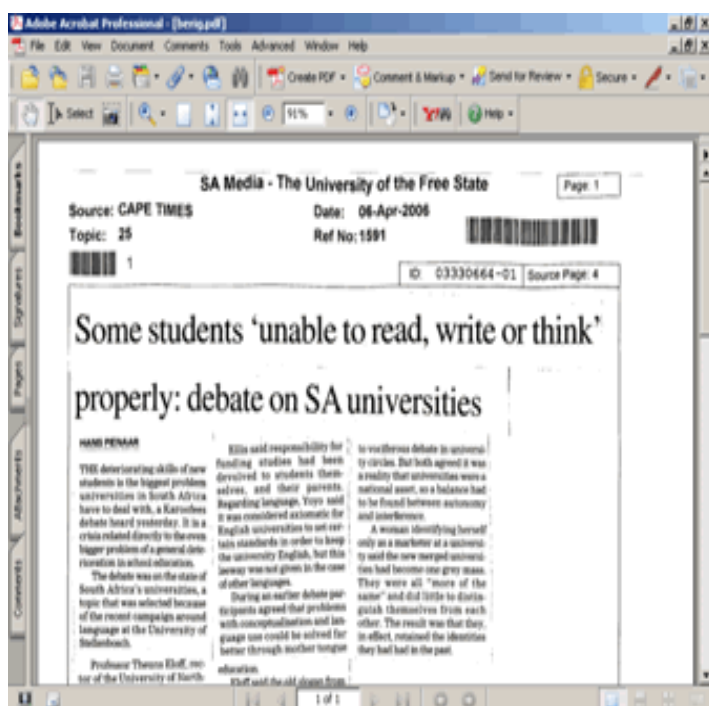 Adobe Acrobat Professional - [berig.pdf]
File Edit View Document Comments Tools Advanced Window Help
Create PDF Comment & Markup Send for Review Secure
Select 91% Y! Help
Bookmarks
Signatures
Pages
Attachments
Comments
SA Media - The University of the Free State
Page: 1
Source: CAPE TIMES Date: 06-Apr-2006
Topic: 25 Ref No: 1591
1
ID: 03330664-01 Source Page: 4
Some students ‘unable to read, write or think’
properly: debate on SA universities
HANS PIENAAR
THE deteriorating skills of new
students is the biggest problem
universities in South Africa
have to deal with, a Karoofees
debate heard yesterday. It is a
crisis related directly to the even
bigger problem of a general dete-
rioration in school education.
The debate was on the state of
South Africa's universities, a
topic that was selected because
of the recent campaign around
language at the University of
Stellenbosch.
Professor Theuns Eloff, rec-
tor of the University of North-
Ellis said responsibility for
funding studies had been
devolved to students them-
selves, and their parents.
Regarding language, Yoyo said
it was considered axiomatic for
English universities to set cer-
tain standards in order to keep
the university English, but this
leeway was not given in the case
of other languages.
During an earlier debate par-
ticipants agreed that problems
with conceptualisation and lan-
guage use could be solved far
better through mother tongue
education.
Eloff said the old slogan from
to vociferous debate in universi-
ty circles. But both agreed it was
a reality that universities were a
national asset, so a balance had
to be found between autonomy
and interference.
A woman identifying herself
only as a marketer at a universi-
ty said the new merged universi-
ties had become one grey mass.
They were all "more of the
same" and did little to distin-
guish themselves from each
other. The result was that they,
in effect, retained the identities
they had had in the past.
1 of 1